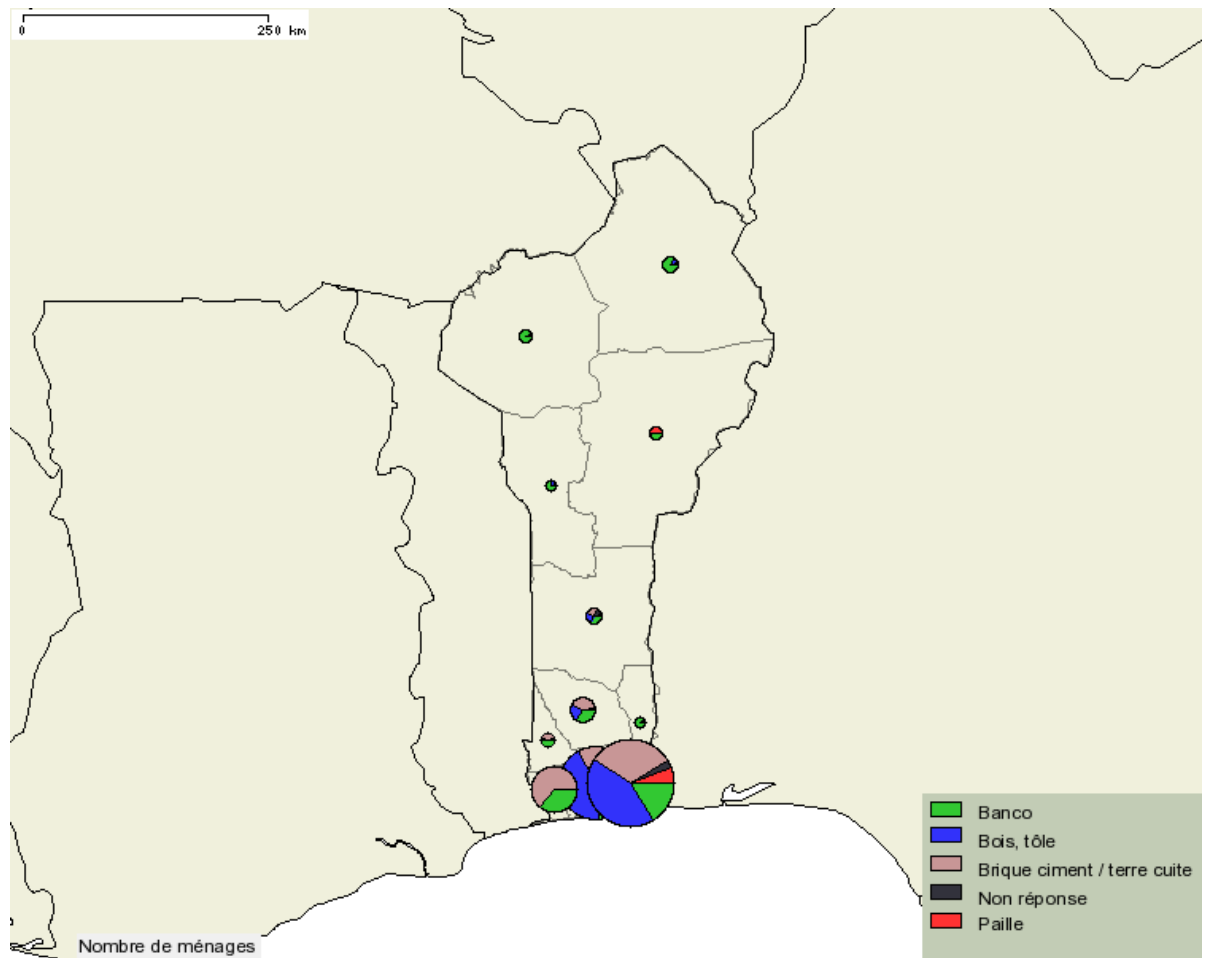 0 250 km
Banco
Bois, tôle
Brique ciment / terre cuite
Non réponse
Paille
Nombre de ménages